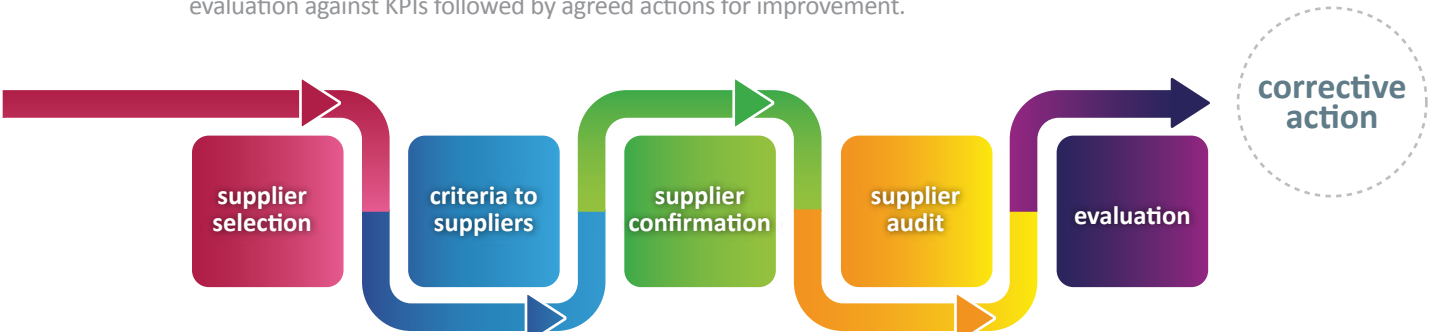 evaluation against KPIs followed by agreed actions for improvement.
supplier
selection
criteria to
suppliers
supplier
confirmation
supplier
audit
evaluation
corrective
action